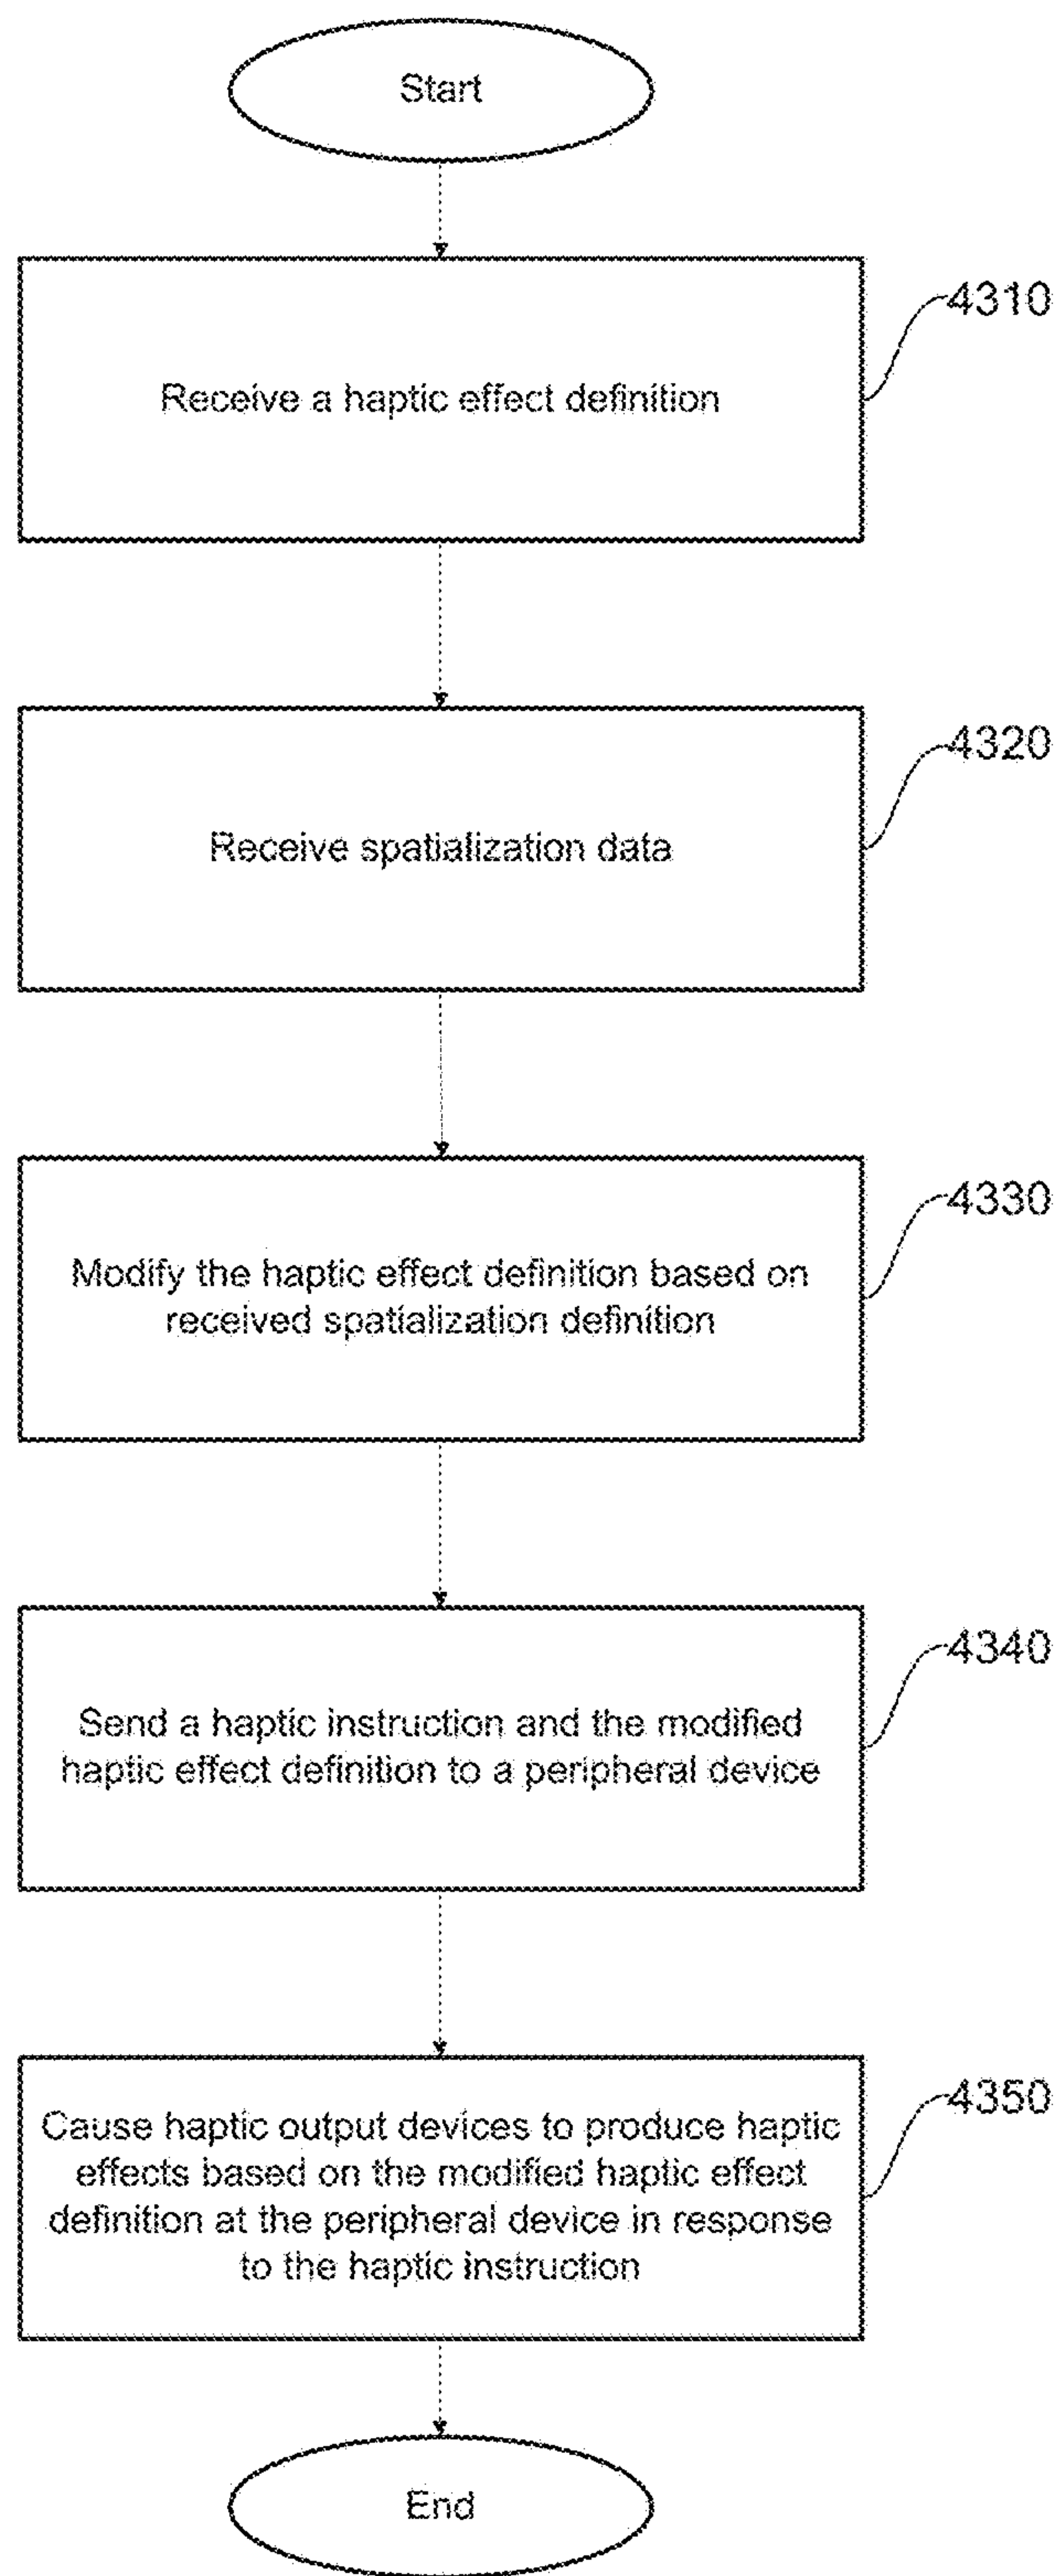 Start
4310
Receive a haptic effect definition
4320
Receive spatialization data
4330
Modify the haptic effect definition based on
received spatialization definition
4340
Send a haptic instruction and the modified
haptic effect definition to a peripheral device
4350
Cause haptic output devices to produce haptic
effects based on the modified haptic effect
definition at the peripheral device in response
to the haptic instruction
End